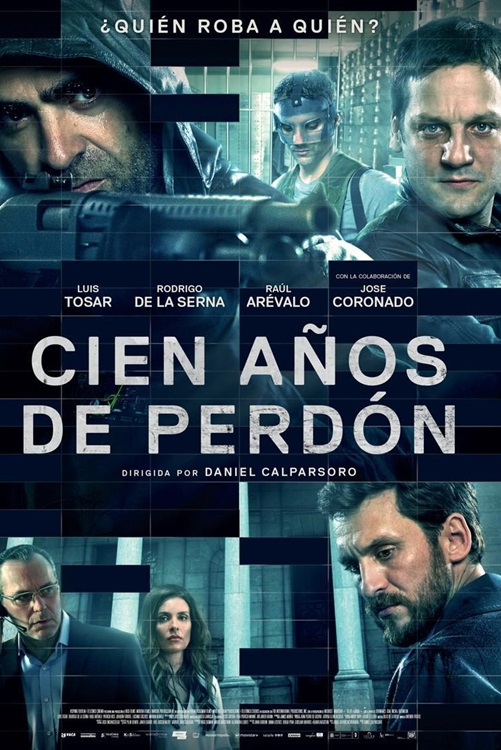 ¿QUIÉN ROBA A QUIÉN?
LUIS
TOSAR
RODRIGO
DE LA SERNA
RAÚL
ARÉVALO
CON LA COLABORACIÓN DE
JOSE
CORONADO
CIEN AÑOS
DE PERDÓN
DIRIGIDA POR DANIEL CALPARSORO